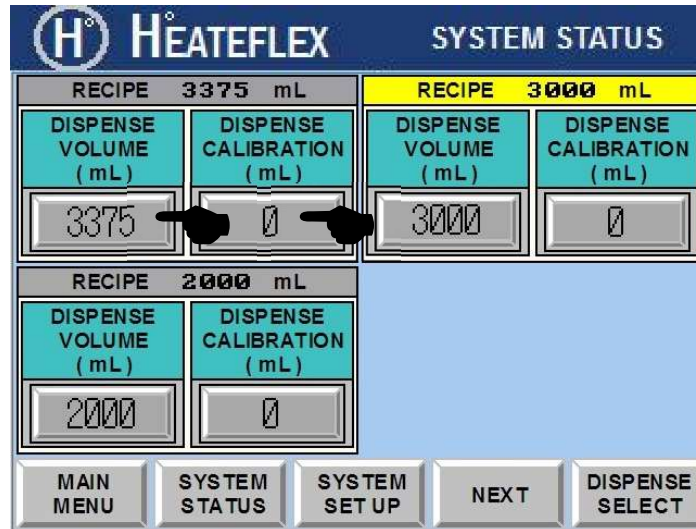 H° HEATEFLEX SYSTEM STATUS
RECIPE 3375 mL
DISPENSE
VOLUME
(mL)
DISPENSE
CALIBRATION
(mL)
3375
0
RECIPE 3000 mL
DISPENSE
VOLUME
(mL)
DISPENSE
CALIBRATION
(mL)
3000
0
RECIPE 2000 mL
DISPENSE
VOLUME
(mL)
DISPENSE
CALIBRATION
(mL)
2000
0
MAIN
MENU
SYSTEM
STATUS
SYSTEM
SET UP
NEXT
DISPENSE
SELECT